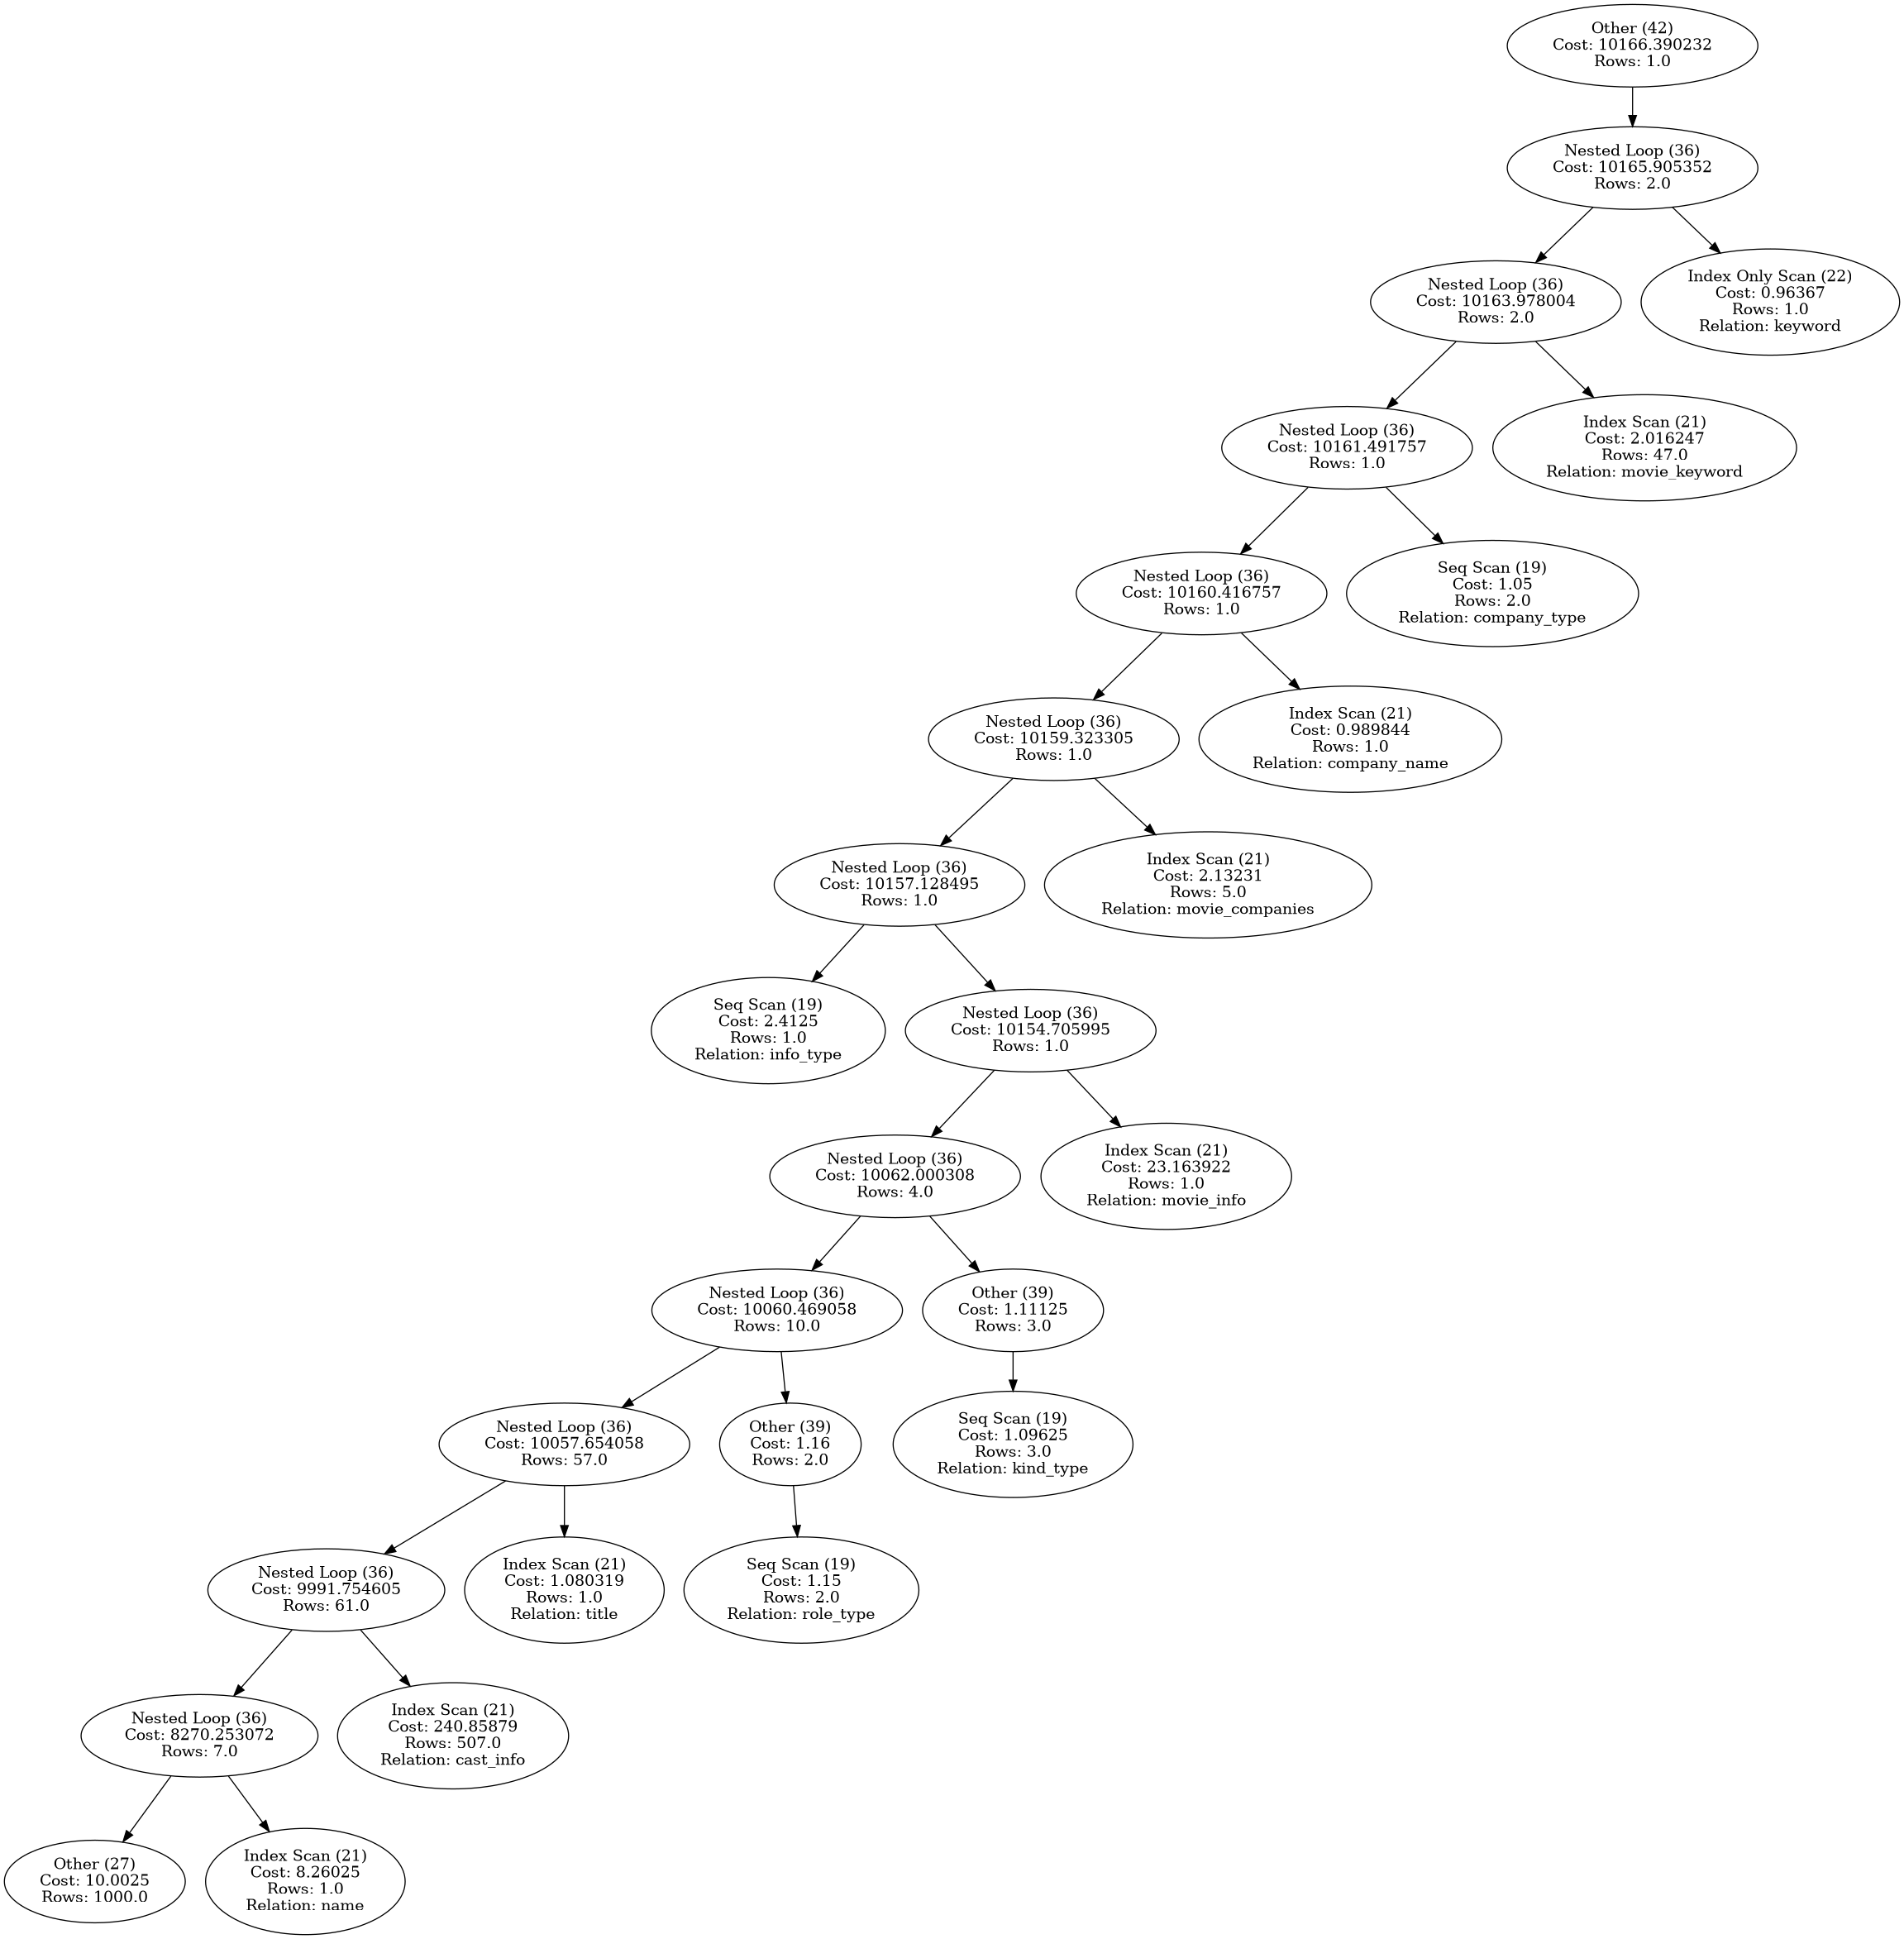 Other (42)
Cost: 10166.390232
Rows: 1.0
Nested Loop (36)
Cost: 10165.905352
Rows: 2.0
Nested Loop (36)
Cost: 10163.978004
Rows: 2.0
Index Only Scan (22)
Cost: 0.96367
Rows: 1.0
Relation: keyword
Nested Loop (36)
Cost: 10161.491757
Rows: 1.0
Index Scan (21)
Cost: 2.016247
Rows: 47.0
Relation: movie_keyword
Nested Loop (36)
Cost: 10160.416757
Rows: 1.0
Seq Scan (19)
Cost: 1.05
Rows: 2.0
Relation: company_type
Nested Loop (36)
Cost: 10159.323305
Rows: 1.0
Index Scan (21)
Cost: 0.989844
Rows: 1.0
Relation: company_name
Nested Loop (36)
Cost: 10157.128495
Rows: 1.0
Index Scan (21)
Cost: 2.13231
Rows: 5.0
Relation: movie_companies
Seq Scan (19)
Cost: 2.4125
Rows: 1.0
Relation: info_type
Nested Loop (36)
Cost: 10154.705995
Rows: 1.0
Nested Loop (36)
Cost: 10062.000308
Rows: 4.0
Index Scan (21)
Cost: 23.163922
Rows: 1.0
Relation: movie_info
Nested Loop (36)
Cost: 10060.469058
Rows: 10.0
Other (39)
Cost: 1.11125
Rows: 3.0
Nested Loop (36)
Cost: 10057.654058
Rows: 57.0
Other (39)
Cost: 1.16
Rows: 2.0
Seq Scan (19)
Cost: 1.09625
Rows: 3.0
Relation: kind_type
Nested Loop (36)
Cost: 9991.754605
Rows: 61.0
Index Scan (21)
Cost: 1.080319
Rows: 1.0
Relation: title
Seq Scan (19)
Cost: 1.15
Rows: 2.0
Relation: role_type
Nested Loop (36)
Cost: 8270.253072
Rows: 7.0
Index Scan (21)
Cost: 240.85879
Rows: 507.0
Relation: cast_info
Other (27)
Cost: 10.0025
Rows: 1000.0
Index Scan (21)
Cost: 8.26025
Rows: 1.0
Relation: name